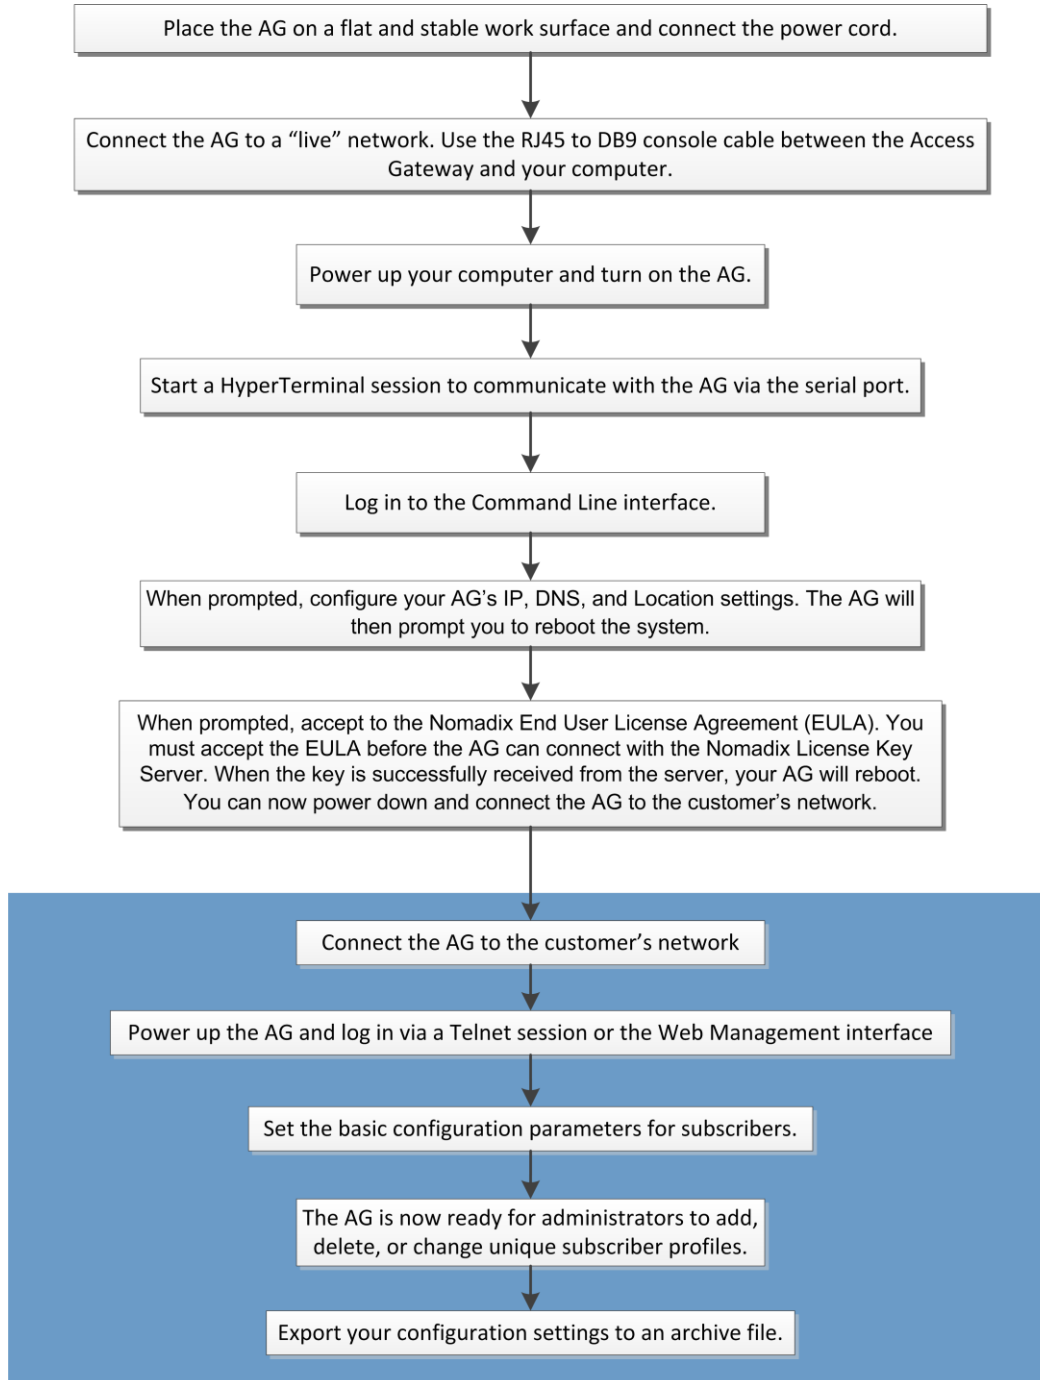 Place the AG on a flat and stable work surface and connect the power cord.
Connect the AG to a “live” network. Use the RJ45 to DB9 console cable between the Access
Gateway and your computer.
Power up your computer and turn on the AG.
Start a HyperTerminal session to communicate with the AG via the serial port.
Log in to the Command Line interface.
When prompted, configure your AG’s IP, DNS, and Location settings. The AG will
then prompt you to reboot the system.
When prompted, accept to the Nomadix End User License Agreement (EULA). You
must accept the EULA before the AG can connect with the Nomadix License Key
Server. When the key is successfully received from the server, your AG will reboot.
You can now power down and connect the AG to the customer’s network.
Connect the AG to the customer’s network
Power up the AG and log in via a Telnet session or the Web Management interface
Set the basic configuration parameters for subscribers.
The AG is now ready for administrators to add,
delete, or change unique subscriber profiles.
Export your configuration settings to an archive file.